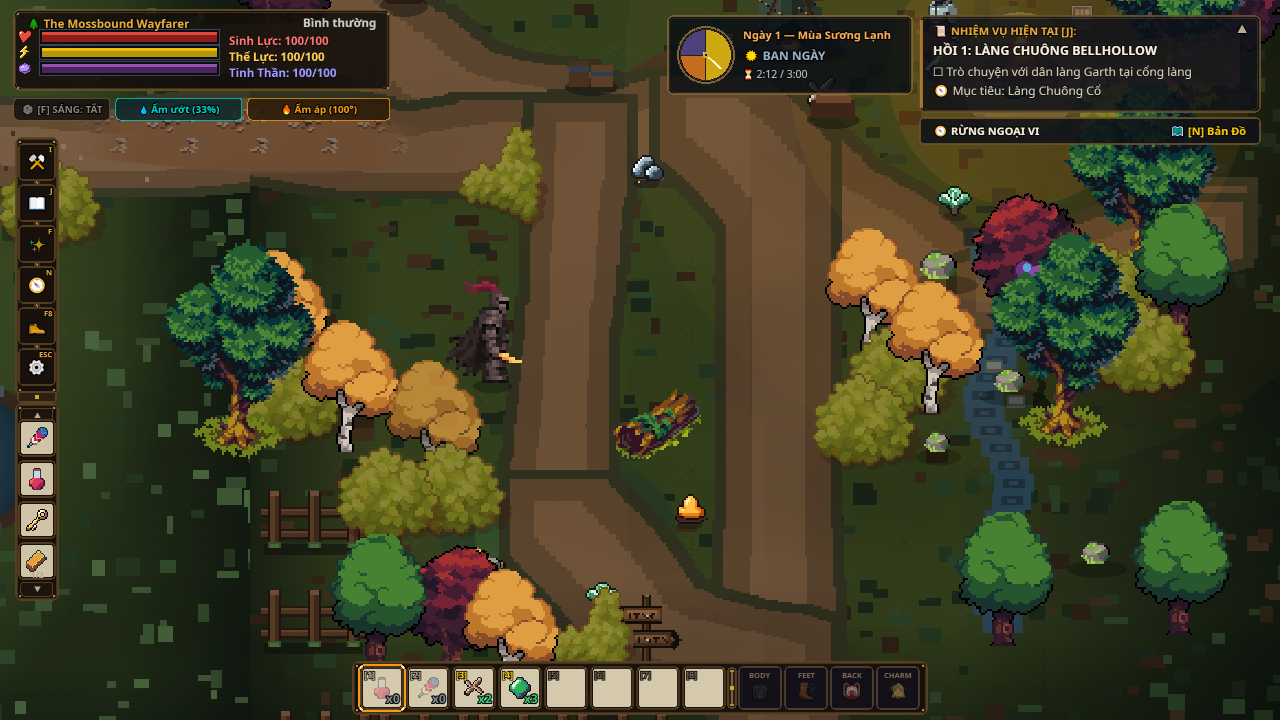 The Mossbound Wayfarer
Bình thường
Sinh Lực: 100/100
Thể Lực: 100/100
Tinh Thần: 100/100
[F] SÁNG: TẮT
Ẩm ướt (33%)
Ấm áp (100°)
Ngày 1 — Mùa Sương Lạnh
BAN NGÀY
2:12 / 3:00
NHIỆM VỤ HIỆN TẠI [J]:
HỒI 1: LÀNG CHUÔNG BELLHOLLOW
Trò chuyện với dân làng Garth tại cổng làng
Mục tiêu: Làng Chuông Cổ
RỪNG NGOẠI VI
[N] Bản Đồ
I
J
F
N
F8
ESC
[1]
x0
[2]
x0
[3]
x2
[4]
x3
[5]
[6]
[7]
[8]
BODY
FEET
BACK
CHARM